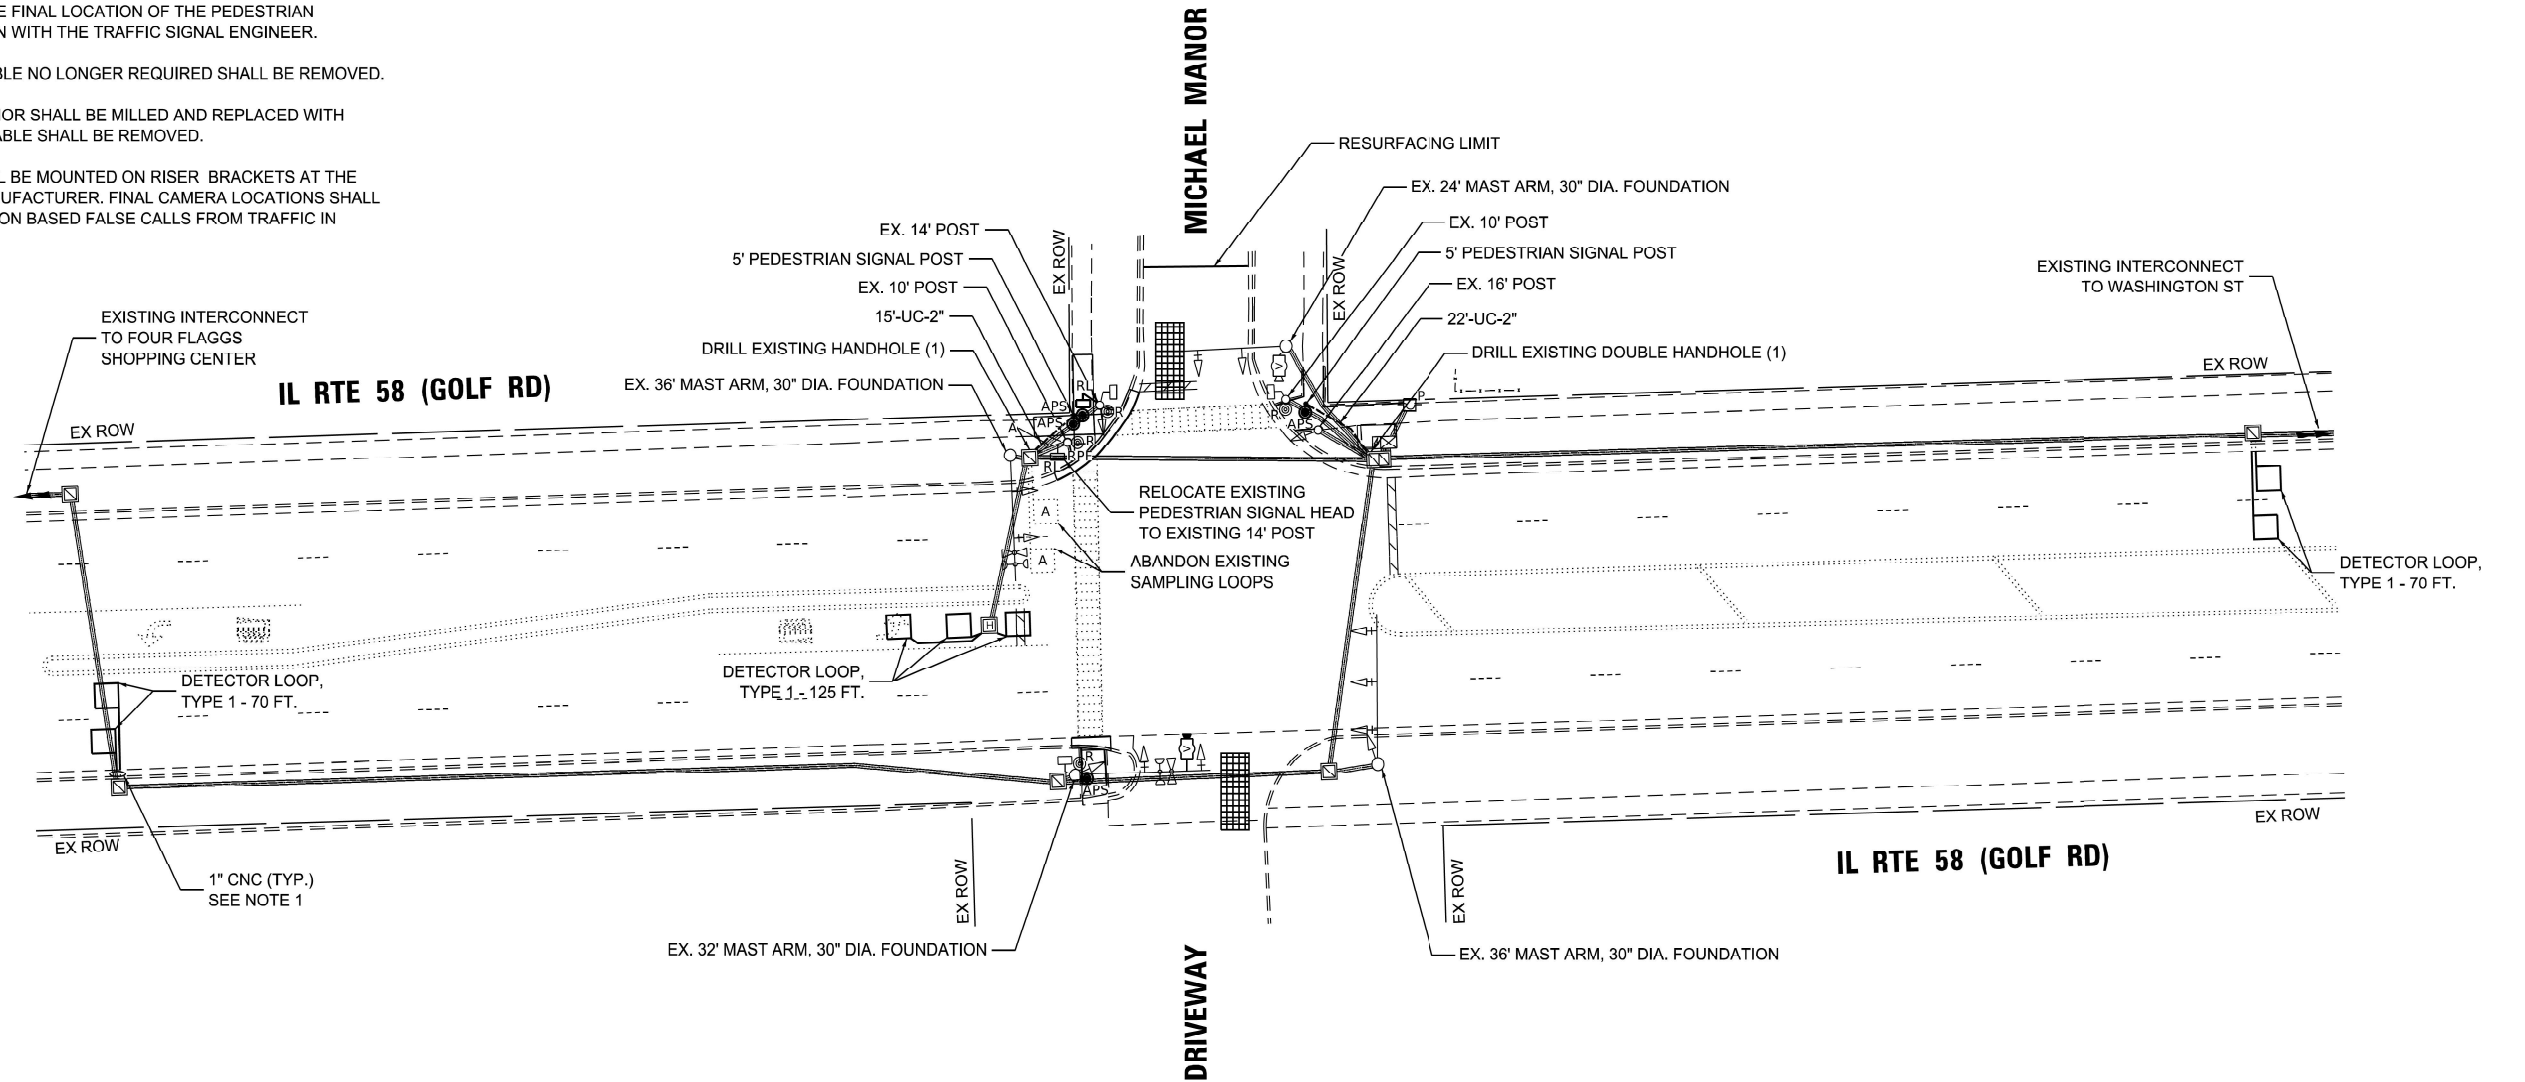 E FINAL LOCATION OF THE PEDESTRIAN
N WITH THE TRAFFIC SIGNAL ENGINEER.
BLE NO LONGER REQUIRED SHALL BE REMOVED.
NOR SHALL BE MILLED AND REPLACED WITH
ABLE SHALL BE REMOVED.
L BE MOUNTED ON RISER BRACKETS AT THE
UFACTURER. FINAL CAMERA LOCATIONS SHALL
ON BASED FALSE CALLS FROM TRAFFIC IN
MICHAEL MANOR
RESURFACING LIMIT
EX. 24' MAST ARM, 30" DIA. FOUNDATION
EX. 10' POST
5' PEDESTRIAN SIGNAL POST
EX. 16' POST
22'-UC-2"
DRILL EXISTING DOUBLE HANDHOLE (1)
EX. 14' POST
5' PEDESTRIAN SIGNAL POST
EX. 10' POST
15'-UC-2"
DRILL EXISTING HANDHOLE (1)
EX. 36' MAST ARM, 30" DIA. FOUNDATION
EX ROW
EX ROW
EXISTING INTERCONNECT
TO WASHINGTON ST
EXISTING INTERCONNECT
TO FOUR FLAGGS
SHOPPING CENTER
IL RTE 58 (GOLF RD)
EX ROW
EX ROW
RL
APS
R
APS
A
R
RPF
RL
R
APS
P
RELOCATE EXISTING
PEDESTRIAN SIGNAL HEAD
TO EXISTING 14' POST
A
A
ABANDON EXISTING
SAMPLING LOOPS
H
V
DETECTOR LOOP,
TYPE 1 - 70 FT.
DETECTOR LOOP,
TYPE 1 - 125 FT.
DETECTOR LOOP,
TYPE 1 - 70 FT.
R
APS
V
EX ROW
EX ROW
1" CNC (TYP.)
SEE NOTE 1
EX ROW
EX ROW
IL RTE 58 (GOLF RD)
EX. 32' MAST ARM, 30" DIA. FOUNDATION
EX. 36' MAST ARM, 30" DIA. FOUNDATION
DRIVEWAY